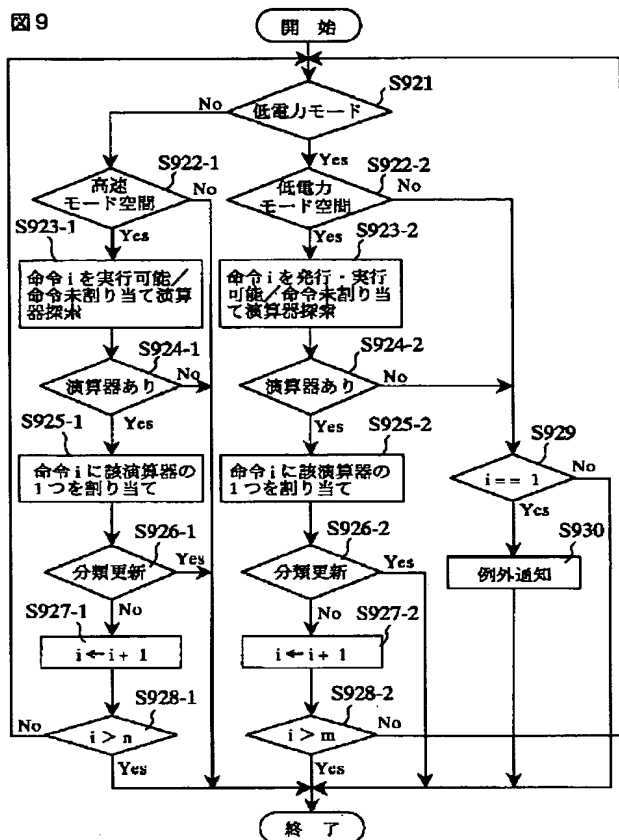 図9
開 始
S921
低電力モード
No
Yes
S922-1
高速
モード空間
No
Yes
S922-2
低電力
モード空間
No
Yes
S923-1
命令iを実行可能/
命令未割り当て演算
器探索
S923-2
命令iを発行・実行
可能/命令未割り当
て演算器探索
S924-1
演算器あり
No
Yes
S924-2
演算器あり
No
Yes
S925-1
命令iに該演算器の
1つを割り当て
S925-2
命令iに該演算器の
1つを割り当て
S929
i == 1
No
Yes
S926-1
分類更新
Yes
No
S926-2
分類更新
Yes
No
S930
例外通知
S927-1
i←i+1
S927-2
i←i+1
S928-1
i > n
No
Yes
S928-2
i > m
No
Yes
終 了